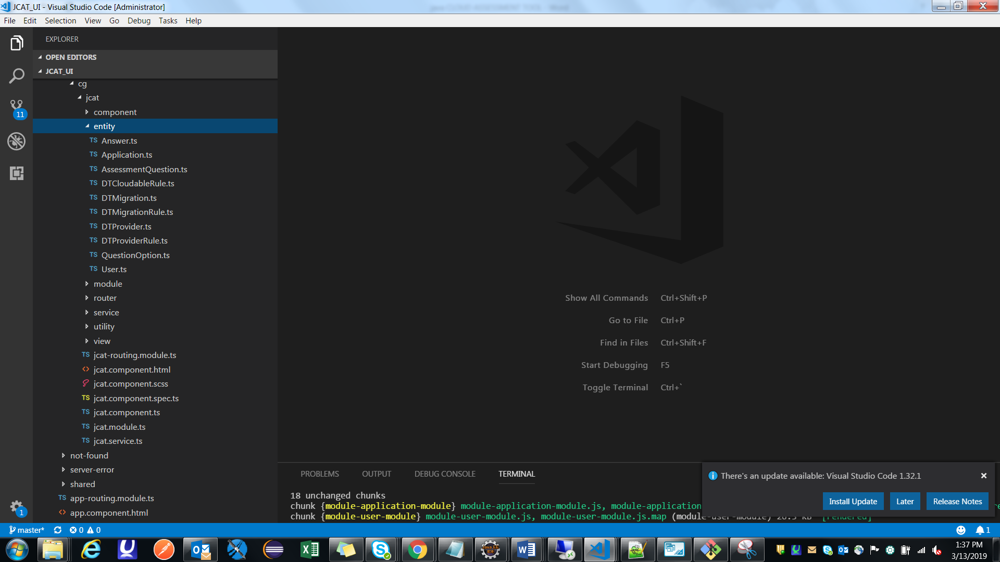 JCAT_UI - Visual Studio Code [Administrator]
File Edit Selection View Go Debug Tasks Help
EXPLORER
OPEN EDITORS
JCAT_UI
cg
jcat
component
entity
TS Answer.ts
TS Application.ts
TS AssessmentQuestion.ts
TS DTCloudableRule.ts
TS DTMigration.ts
TS DTMigrationRule.ts
TS DTProvider.ts
TS DTProviderRule.ts
TS QuestionOption.ts
TS User.ts
module
router
service
utility
view
TS jcat-routing.module.ts
<> jcat.component.html
jcat.component.scss
TS jcat.component.spec.ts
TS jcat.component.ts
TS jcat.module.ts
TS jcat.service.ts
not-found
server-error
shared
TS app-routing.module.ts
<> app.component.html
11
1
Show All Commands Ctrl+Shift+P
Go to File Ctrl+P
Find in Files Ctrl+Shift+F
Start Debugging F5
Toggle Terminal Ctrl+`
PROBLEMS OUTPUT DEBUG CONSOLE TERMINAL
18 unchanged chunks
chunk {module-application-module} module-application-module.js, module-application
chunk {module-user-module} module-user-module.js, module-user-module.js.map (module-user-module) 26.5 kB [rendered]
There's an update available: Visual Studio Code 1.32.1
Install Update Later Release Notes
master* 0 0 1
1:37 PM
3/13/2019